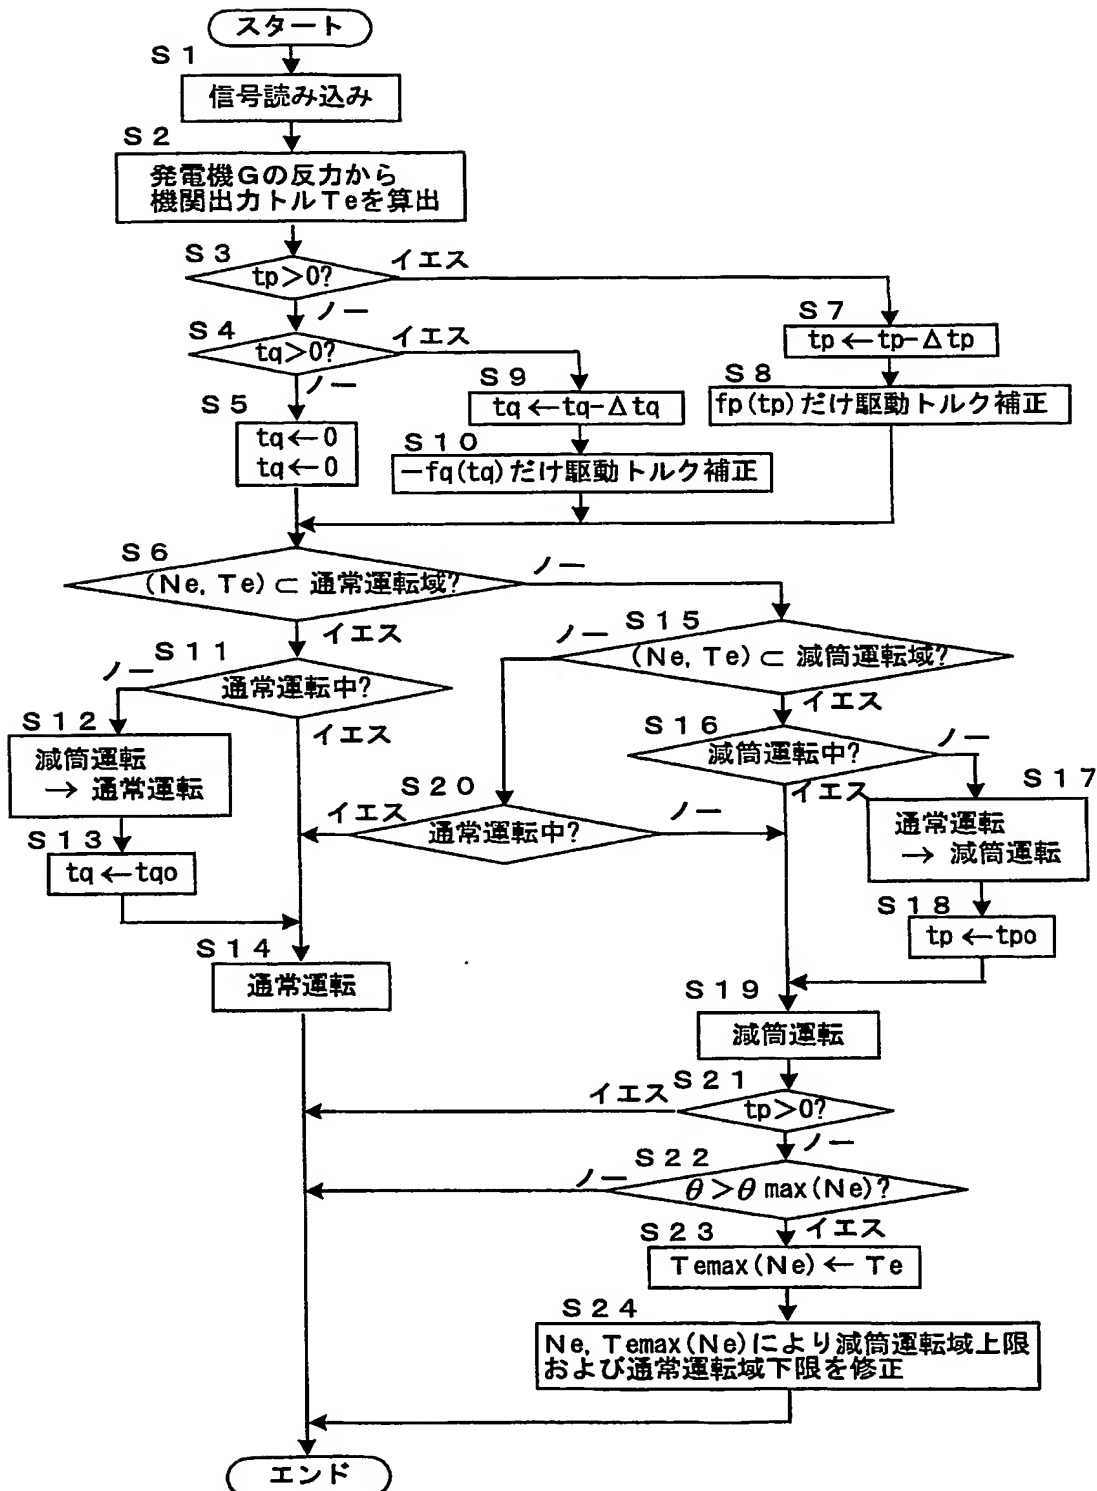 スタート
S1
信号読み込み
S2
発電機Gの反力から
機関出力トルTeを算出
S3
tp>0?
イエス
ノー
S4
tq>0?
イエス
ノー
S5
tq←0
tq←0
S7
tp←tp-Δtp
S8
fp(tp)だけ駆動トルク補正
S9
tq←tq-Δtq
S10
-fq(tq)だけ駆動トルク補正
S6
(Ne, Te)⊂ 通常運転域?
ノー
イエス
S11
通常運転中?
ノー
イエス
S12
減筒運転
→ 通常運転
S13
tq←tqo
S14
通常運転
S15
(Ne, Te)⊂ 減筒運転域?
ノー
イエス
S16
減筒運転中?
ノー
イエス
S17
通常運転
→ 減筒運転
S18
tp←tpo
S20
通常運転中?
イエス
ノー
S19
減筒運転
S21
tp>0?
イエス
ノー
S22
θ>θmax(Ne)?
ノー
イエス
S23
Temax(Ne)← Te
S24
Ne, Temax(Ne)により減筒運転域上限
および通常運転域下限を修正
エンド